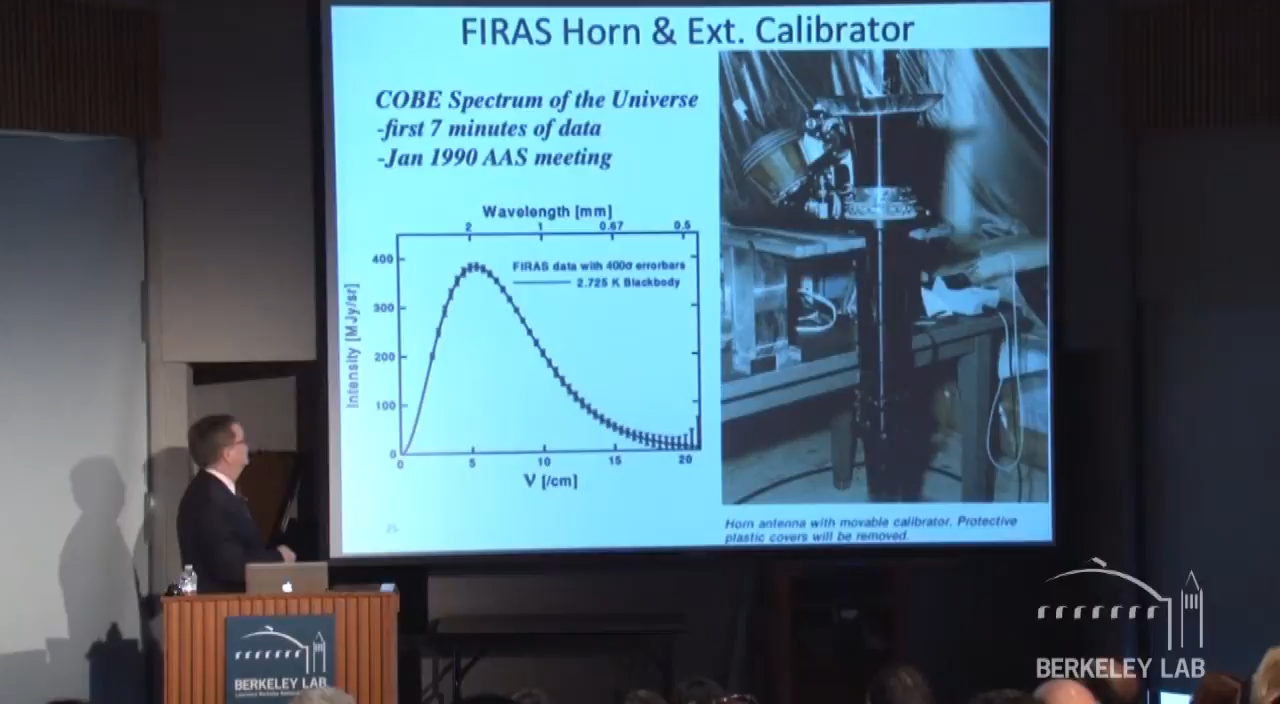 FIRAS Horn & Ext. Calibrator
COBE Spectrum of the Universe
-first 7 minutes of data
-Jan 1990 AAS meeting
Wavelength [mm]
2 1 0.67 0.5
FIRAS data with 400σ errorbars
2.725 K Blackbody
Intensity [MJy/sr]
400
300
200
100
0
0 5 10 15 20
ν [/cm]
25
Horn antenna with movable calibrator. Protective
plastic covers will be removed.
BERKELEY LAB
BERKELEY LAB